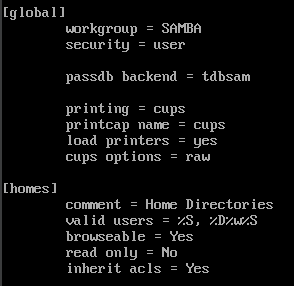 [global]
workgroup = SAMBA
security = user
passdb backend = tdbsam
printing = cups
printcap name = cups
load printers = yes
cups options = raw
[homes]
comment = Home Directories
valid users = %S, %D%w%S
browseable = Yes
read only = No
inherit acls = Yes